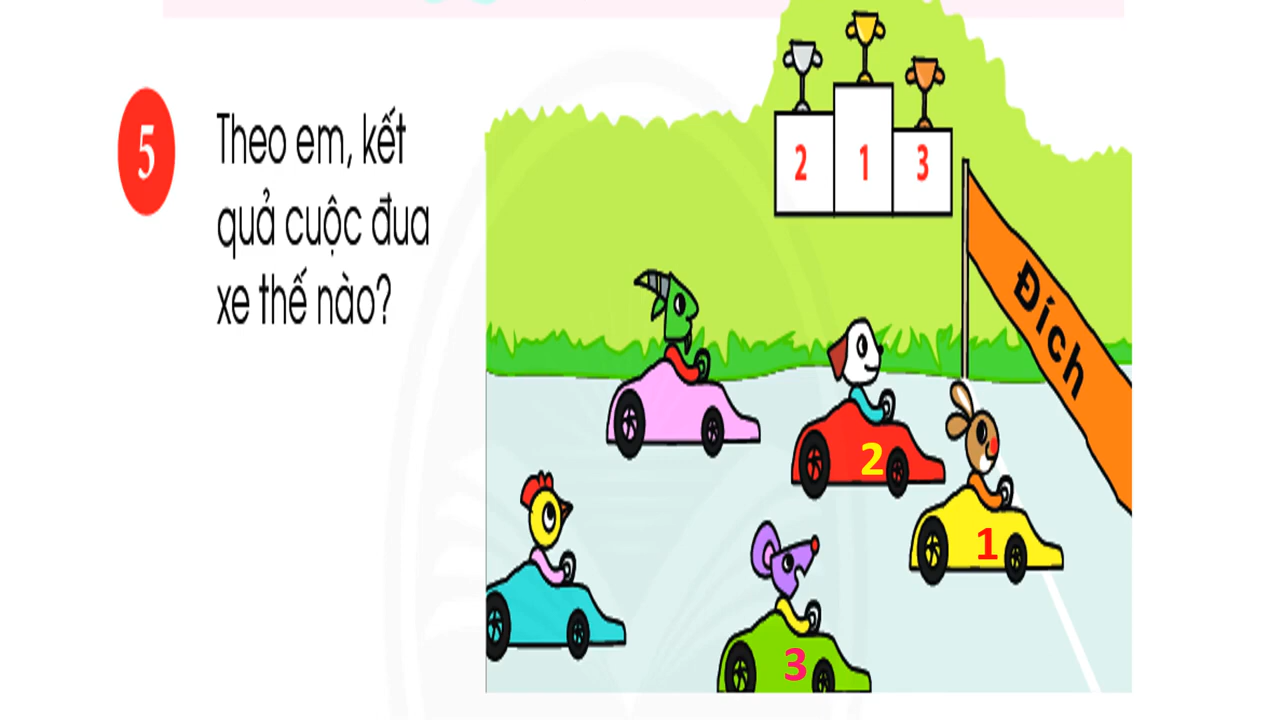 5
Theo em, kết
quả cuộc đua
xe thế nào?
2 1 3
Đích
2
1
3